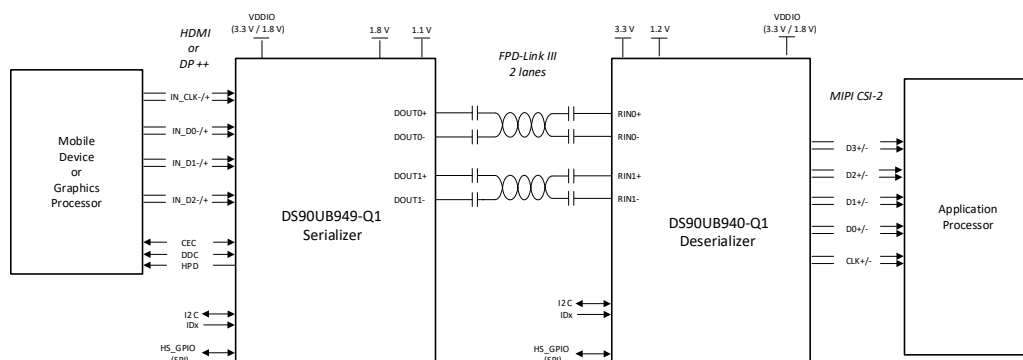 VDDIO
(3.3 V / 1.8 V)
1.8 V
1.1 V
HDMI
or
DP ++
FPD-Link III
2 lanes
3.3 V
1.2 V
VDDIO
(3.3 V / 1.8 V)
MIPI CSI-2
Mobile
Device
or
Graphics
Processor
IN_CLK-/+
IN_D0-/+
IN_D1-/+
IN_D2-/+
CEC
DDC
HPD
I2C
IDx
HS_GPIO
(SPI)
DS90UB949-Q1
Serializer
DOUT0+
DOUT0-
DOUT1+
DOUT1-
RIN0+
RIN0-
RIN1+
RIN1-
DS90UB940-Q1
Deserializer
I2C
IDx
HS_GPIO
(SPI)
D3+/-
D2+/-
D1+/-
D0+/-
CLK+/-
Application
Processor